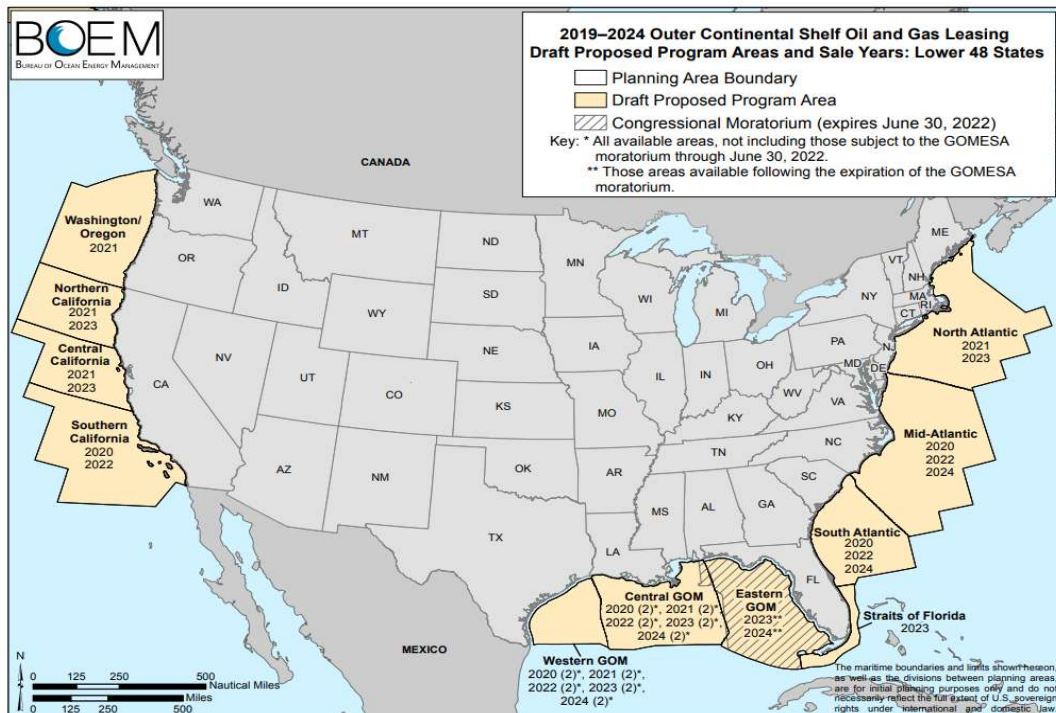 BOEM
BUREAU OF OCEAN ENERGY MANAGEMENT
2019–2024 Outer Continental Shelf Oil and Gas Leasing
Draft Proposed Program Areas and Sale Years: Lower 48 States
Planning Area Boundary
Draft Proposed Program Area
Congressional Moratorium (expires June 30, 2022)
Key: * All available areas, not including those subject to the GOMESA
moratorium through June 30, 2022.
** Those areas available following the expiration of the GOMESA
moratorium.
CANADA
WA
MT
ND
MN
ME
OR
ID
SD
WI
MI
VT
NH
NY
MA
RI
CT
WY
NE
IA
PA
NJ
NV
UT
CO
IL
IN
OH
MD
DE
WV
VA
CA
KS
MO
KY
NC
TN
AZ
NM
OK
AR
SC
MS
AL
GA
TX
LA
FL
MEXICO
Washington/
Oregon
2021
Northern
California
2021
2023
Central
California
2021
2023
Southern
California
2020
2022
North Atlantic
2021
2023
Mid-Atlantic
2020
2022
2024
South Atlantic
2020
2022
2024
Central GOM
2020 (2)*, 2021 (2)*,
2022 (2)*, 2023 (2)*,
2024 (2)*
Eastern
GOM
2023**
2024**
Straits of Florida
2023
Western GOM
2020 (2)*, 2021 (2)*,
2022 (2)*, 2023 (2)*,
2024 (2)*
N
0 125 250 500
Nautical Miles
Miles
0 125 250 500
The maritime boundaries and limits shown hereon,
as well as the divisions between planning areas,
are for initial planning purposes only and do not
necessarily reflect the full extent of U.S. sovereign
rights under international and domestic law.